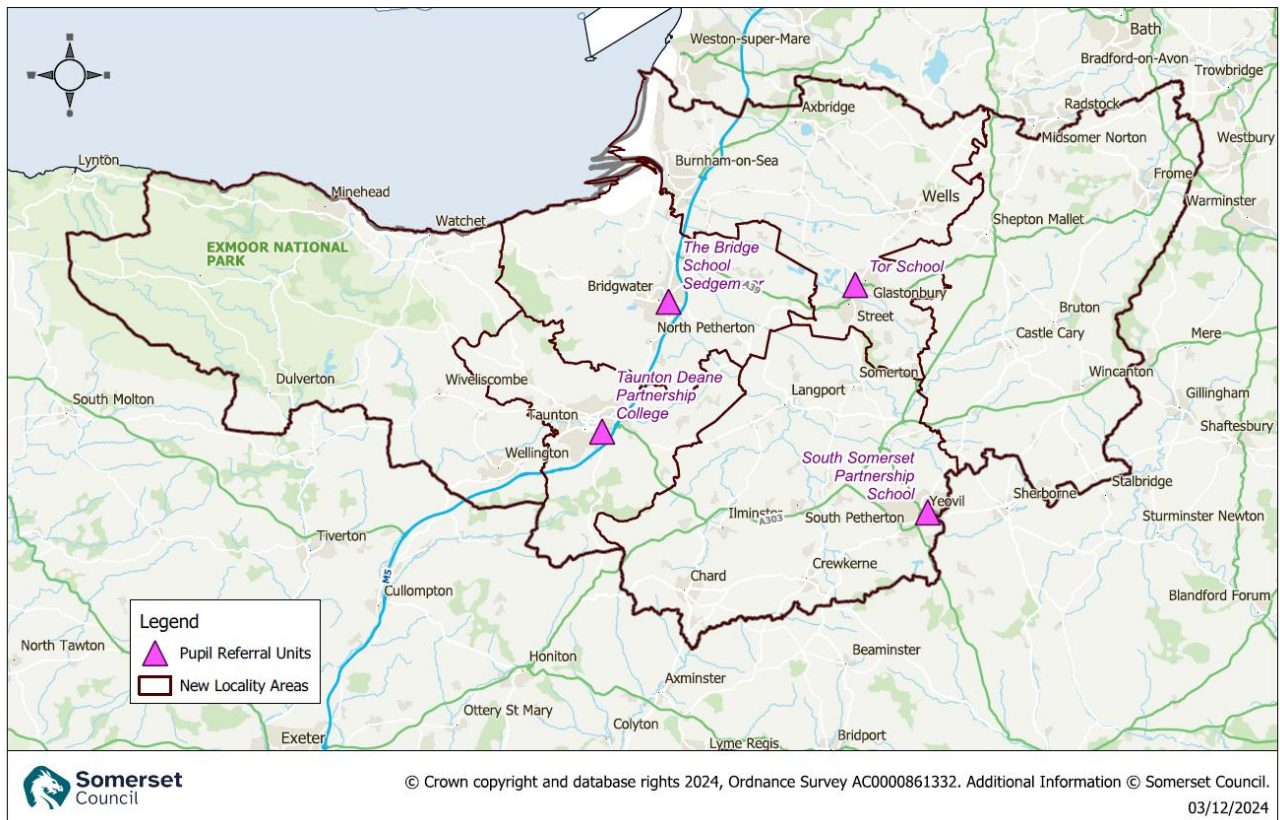 Weston-super-Mare
Bath
Bradford-on-Avon
Trowbridge
Axbridge
Radstock
Midsomer Norton
Westbury
Lynton
Burnham-on-Sea
Frome
Minehead
Wells
Warminster
Watchet
Shepton Mallet
EXMOOR NATIONAL
PARK
The Bridge
School
Sedgemoor
A39
Tor School
Bridgwater
Glastonbury
Street
Bruton
North Petherton
Castle Cary
Mere
Dulverton
Wiveliscombe
Taunton Deane
Partnership
College
Somerton
Langport
Wincanton
Gillingham
South Molton
Taunton
Shaftesbury
Wellington
South Somerset
Partnership
School
Yeovil
Sherborne
Stalbridge
Ilminster
A303
South Petherton
Sturminster Newton
Tiverton
Crewkerne
Chard
M5
Cullompton
Blandford Forum
North Tawton
Honiton
Beaminster
Axminster
Ottery St Mary
Colyton
Exeter
Lyme Regis
Bridport
Legend
Pupil Referral Units
New Locality Areas
Somerset
Council
© Crown copyright and database rights 2024, Ordnance Survey AC0000861332. Additional Information © Somerset Council.
03/12/2024